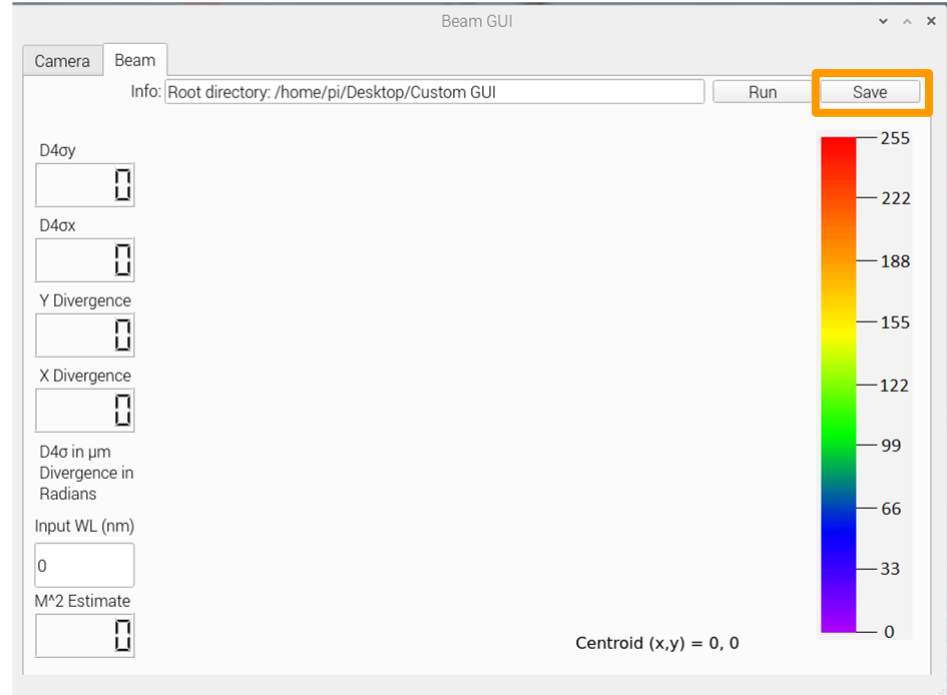 Beam GUI
Camera
Beam
Info: Root directory: /home/pi/Desktop/Custom GUI
Run
Save
D4σy
0
D4σx
0
Y Divergence
0
X Divergence
0
D4σ in µm
Divergence in
Radians
Input WL (nm)
0
M^2 Estimate
0
255
222
188
155
122
99
66
33
0
Centroid (x,y) = 0, 0